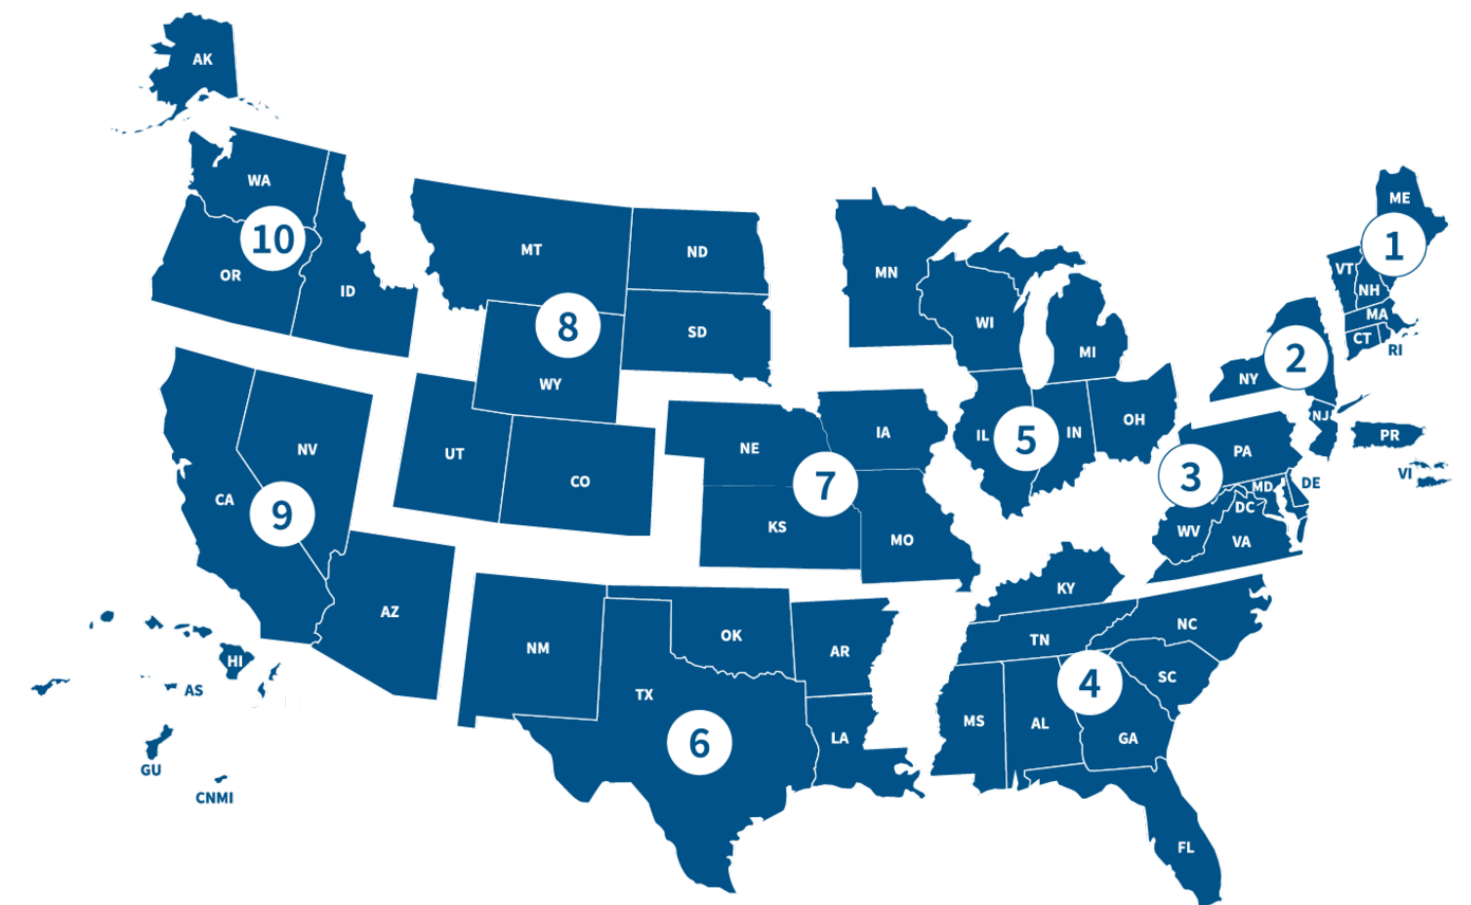 AK
WA
10
OR
ID
MT
ND
8
SD
WY
UT
CO
NV
CA
9
AZ
HI
AS
GU
CNMI
NE
IA
7
KS
MO
NM
OK
TX
6
AR
LA
MN
WI
MI
IL
5
IN
OH
KY
TN
NC
4
SC
MS
AL
GA
FL
3
PA
MD
DE
DC
WV
VA
2
NY
NJ
PR
VI
ME
1
VT
NH
MA
CT
RI